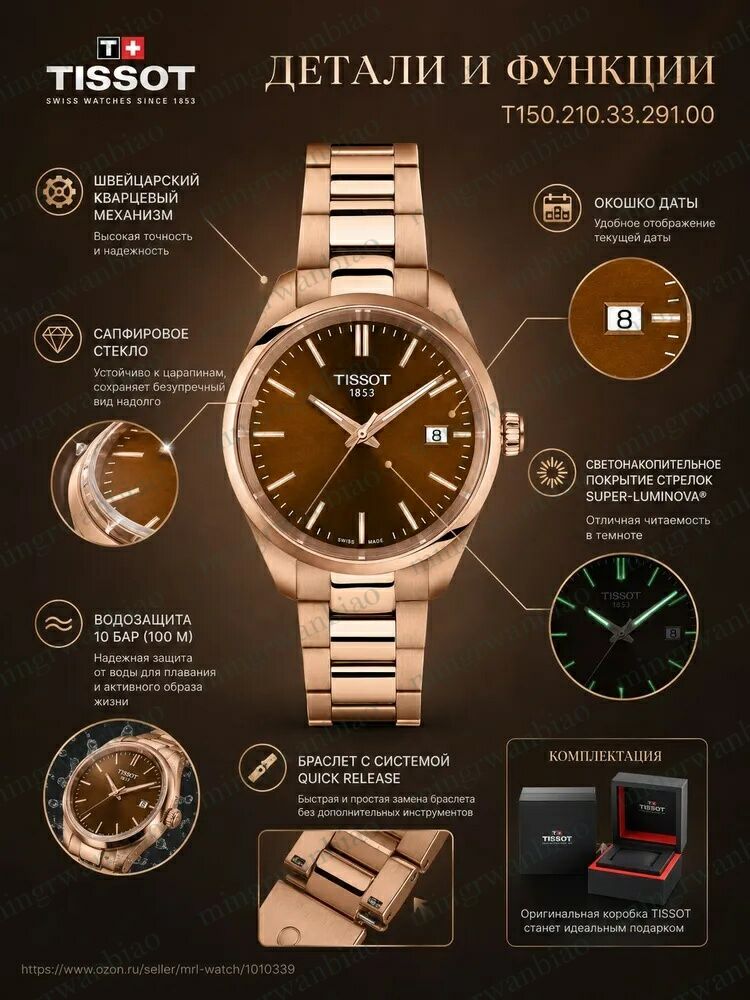 TISSOT
SWISS WATCHES SINCE 1853
ДЕТАЛИ И ФУНКЦИИ
T150.210.33.291.00
ШВЕЙЦАРСКИЙ
КВАРЦЕВЫЙ
МЕХАНИЗМ
Высокая точность
и надежность
ОКОШКО ДАТЫ
Удобное отображение
текущей даты
8
САПФИРОВОЕ
СТЕКЛО
Устойчиво к царапинам,
сохраняет безупречный
вид надолго
TISSOT
1853
8
SWISS MADE
СВЕТОНАКОПИТЕЛЬНОЕ
ПОКРЫТИЕ СТРЕЛОК
SUPER-LUMINOVA®
Отличная читаемость
в темноте
TISSOT
1853
8
ВОДОЗАЩИТА
10 БАР (100 М)
Надежная защита
от воды для плавания
и активного образа
жизни
TISSOT
1853
БРАСЛЕТ С СИСТЕМОЙ
QUICK RELEASE
Быстрая и простая замена браслета
без дополнительных инструментов
КОМПЛЕКТАЦИЯ
TISSOT
TISSOT
Оригинальная коробка TISSOT
станет идеальным подарком
https://www.ozon.ru/seller/mrl-watch/1010339
mingrwanbiao